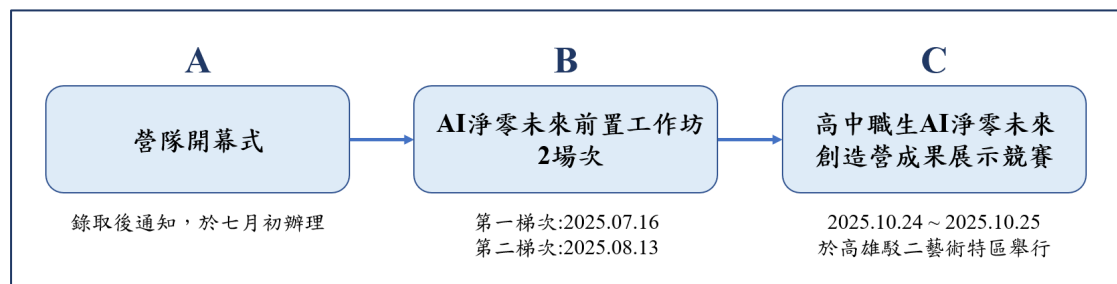 A
營隊開幕式
錄取後通知，於七月初辦理
B
AI淨零未來前置工作坊
2場次
第一梯次:2025.07.16
第二梯次:2025.08.13
C
高中職生AI淨零未來
創造營成果展示競賽
2025.10.24 ~ 2025.10.25
於高雄駁二藝術特區舉行